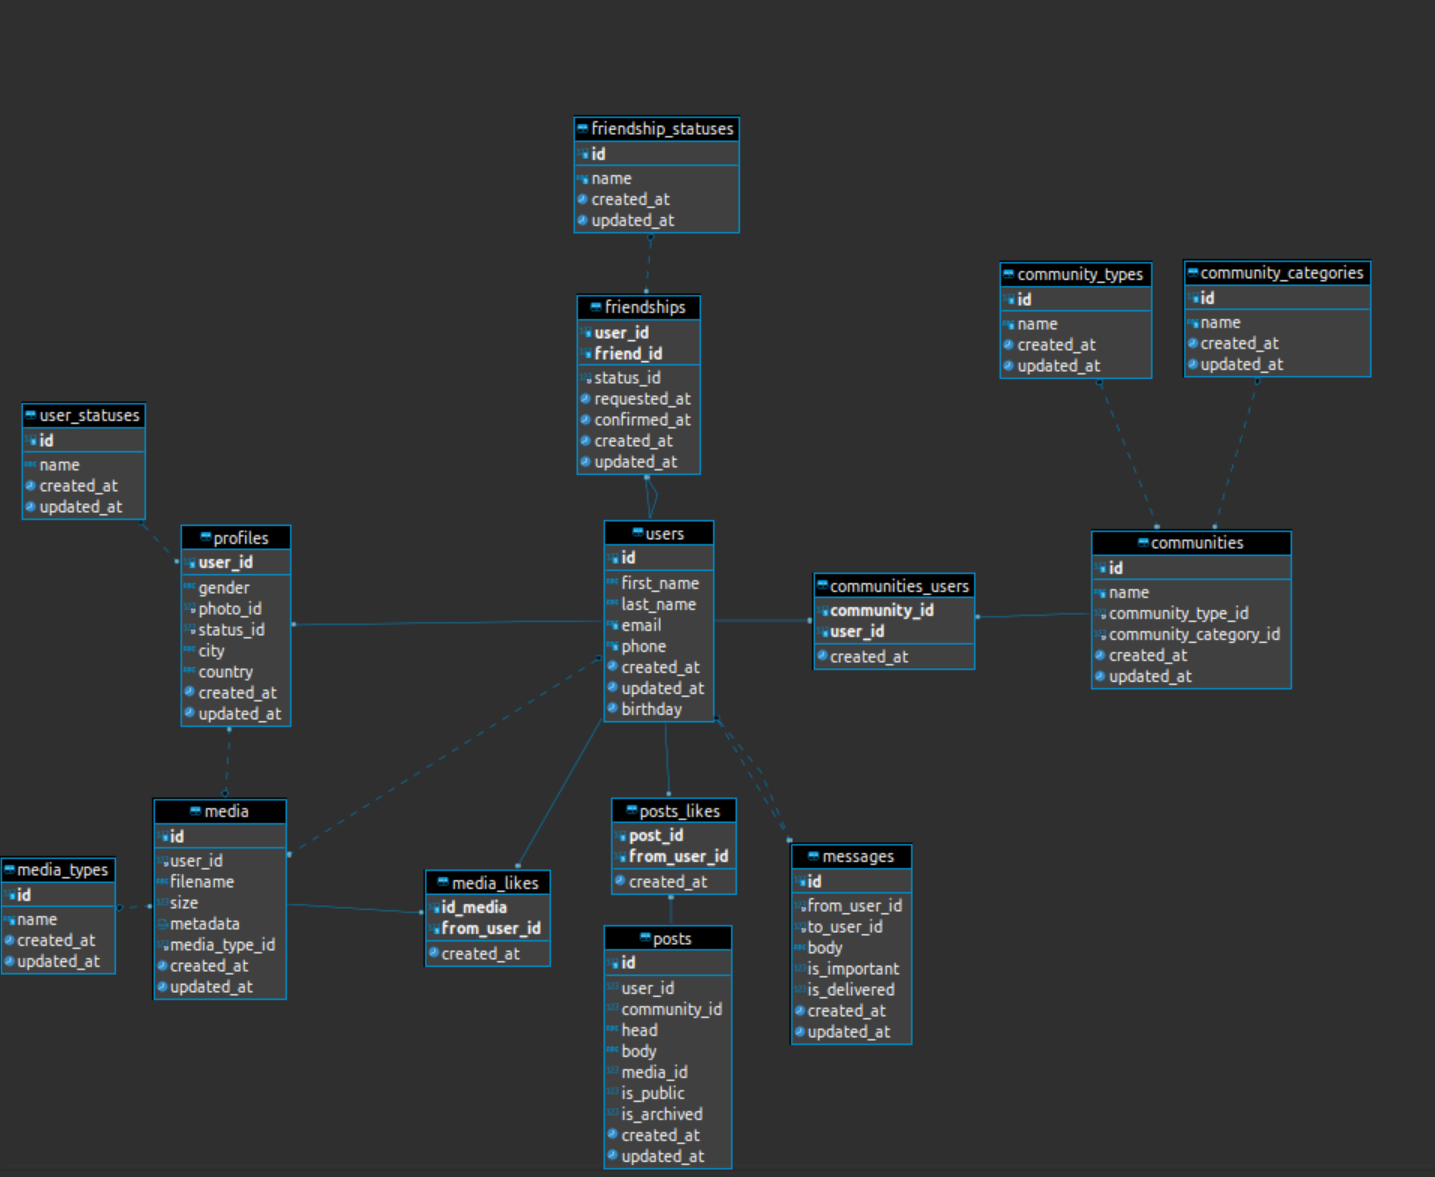 friendship_statuses
id
name
created_at
updated_at
friendships
user_id
friend_id
status_id
requested_at
confirmed_at
created_at
updated_at
community_types
id
name
created_at
updated_at
community_categories
id
name
created_at
updated_at
user_statuses
id
name
created_at
updated_at
profiles
user_id
gender
photo_id
status_id
city
country
created_at
updated_at
users
id
first_name
last_name
email
phone
created_at
updated_at
birthday
communities_users
community_id
user_id
created_at
communities
id
name
community_type_id
community_category_id
created_at
updated_at
media_types
id
name
created_at
updated_at
media
id
user_id
filename
size
metadata
media_type_id
created_at
updated_at
media_likes
id_media
from_user_id
created_at
posts_likes
post_id
from_user_id
created_at
posts
id
user_id
community_id
head
body
media_id
is_public
is_archived
created_at
updated_at
messages
id
from_user_id
to_user_id
body
is_important
is_delivered
created_at
updated_at